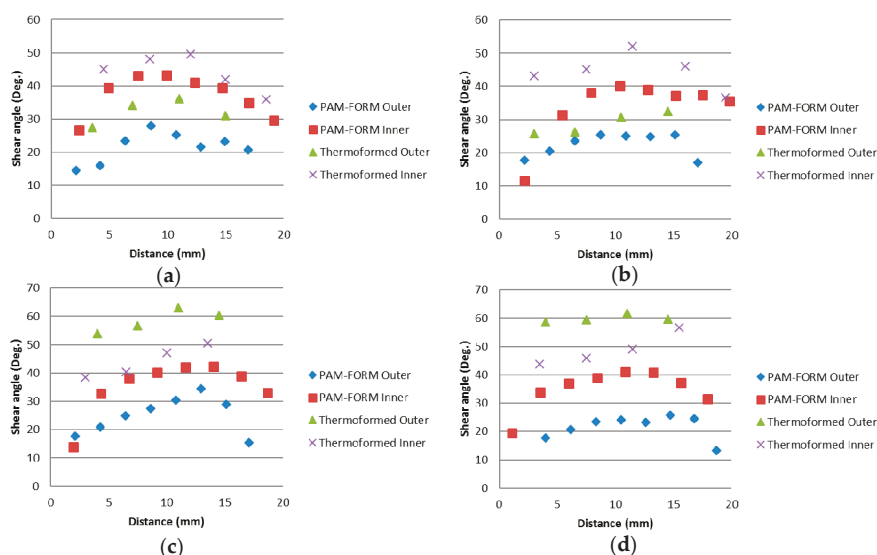 60
50
40
30
20
10
0
Shear angle (Deg.)
0 5 10 15 20
Distance (mm)
PAM-FORM Outer
PAM-FORM Inner
Thermoformed Outer
Thermoformed Inner
(a)
60
50
40
30
20
10
0
Shear angle (Deg.)
0 5 10 15 20
Distance (mm)
PAM-FORM Outer
PAM-FORM Inner
Thermoformed Outer
Thermoformed Inner
(b)
70
60
50
40
30
20
10
0
Shear angle (Deg.)
0 5 10 15 20
Distance (mm)
PAM-FORM Outer
PAM-FORM Inner
Thermoformed Outer
Thermoformed Inner
(c)
70
60
50
40
30
20
10
0
Shear angle (Deg.)
0 5 10 15 20
Distance (mm)
PAM-FORM Outer
PAM-FORM Inner
Thermoformed Outer
Thermoformed Inner
(d)